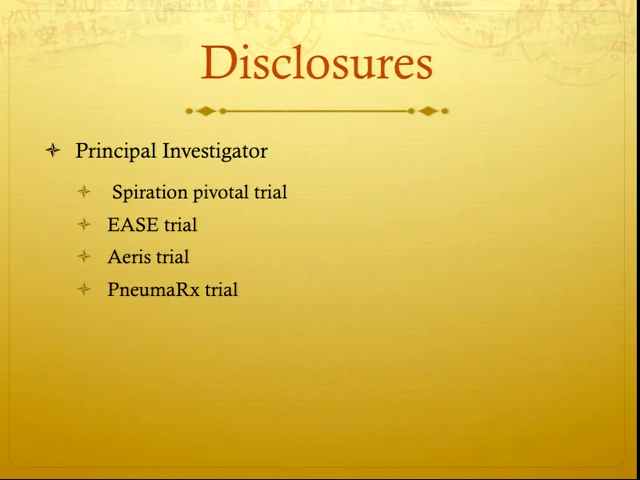 Disclosures
Principal Investigator
Spiration pivotal trial
EASE trial
Aeris trial
PneumaRx trial